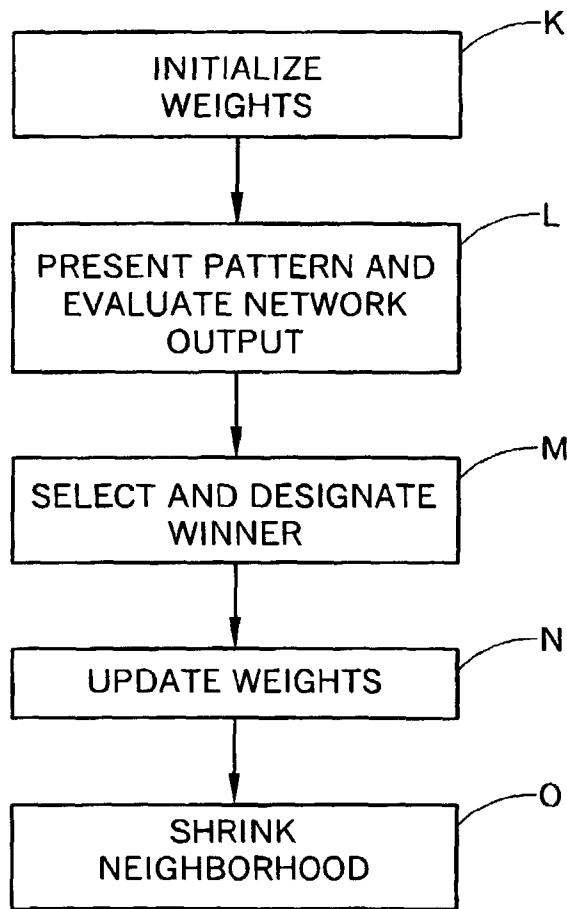 K
INITIALIZE
WEIGHTS
L
PRESENT PATTERN AND
EVALUATE NETWORK
OUTPUT
M
SELECT AND DESIGNATE
WINNER
N
UPDATE WEIGHTS
O
SHRINK
NEIGHBORHOOD